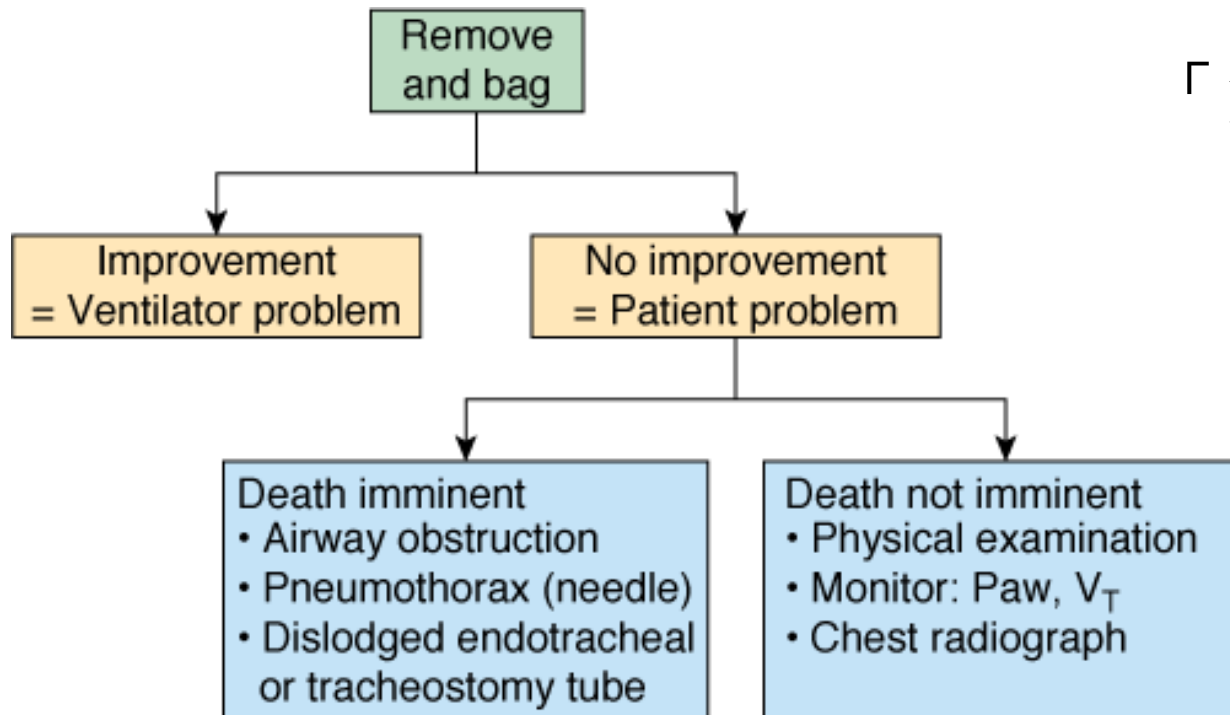 Remove
and bag
Improvement
= Ventilator problem
No improvement
= Patient problem
Death imminent
• Airway obstruction
• Pneumothorax (needle)
• Dislodged endotracheal
or tracheostomy tube
Death not imminent
• Physical examination
• Monitor: Paw, V_T
• Chest radiograph